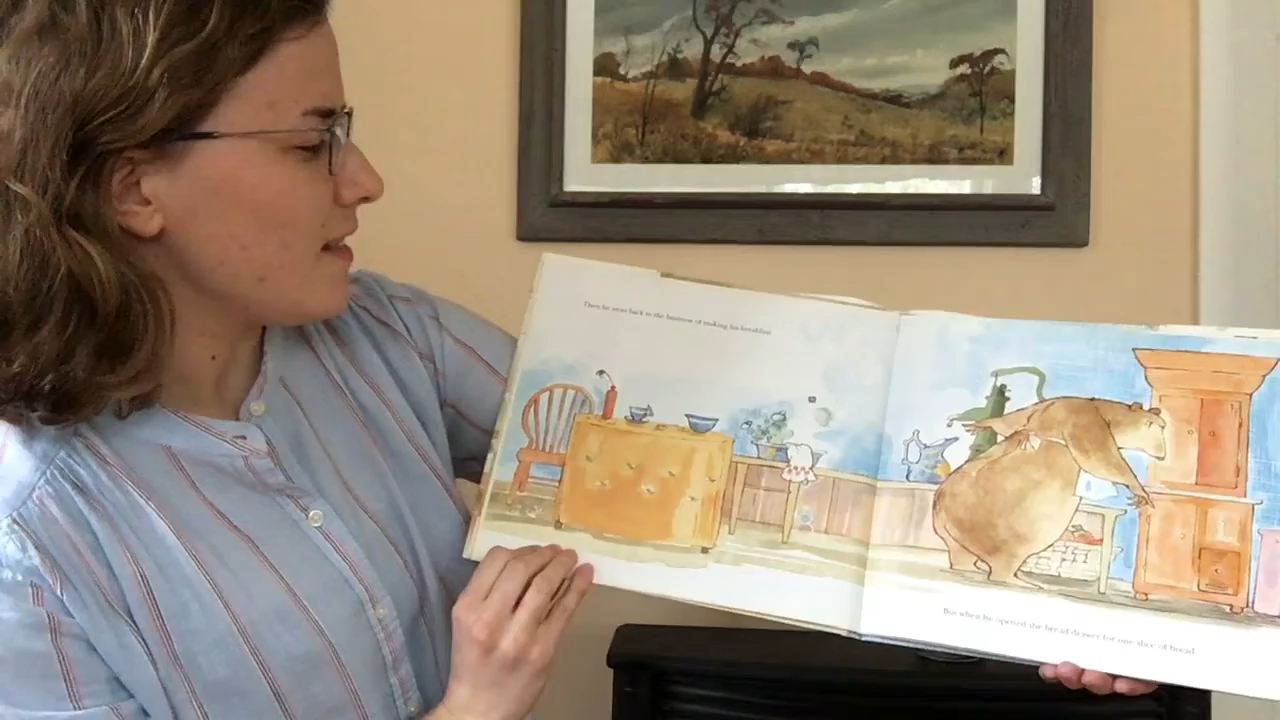 Then he went back to the business of making his breakfast.
But when he opened the bread drawer for one slice of bread